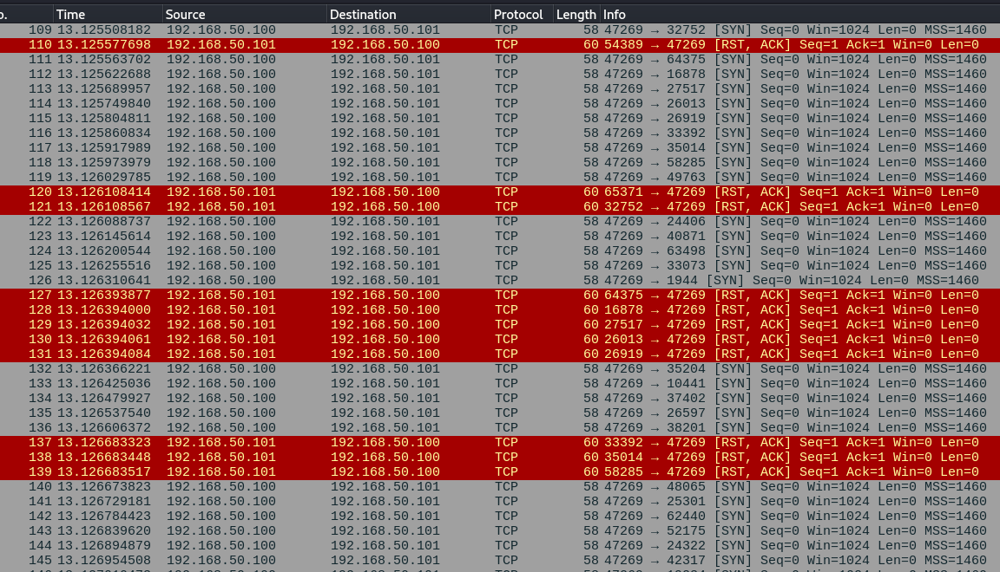 o. Time Source Destination Protocol Length Info
109 13.125508182 192.168.50.100 192.168.50.101 TCP 58 47269 → 32752 [SYN] Seq=0 Win=1024 Len=0 MSS=1460
110 13.125577698 192.168.50.101 192.168.50.100 TCP 60 54389 → 47269 [RST, ACK] Seq=1 Ack=1 Win=0 Len=0
111 13.125563702 192.168.50.100 192.168.50.101 TCP 58 47269 → 64375 [SYN] Seq=0 Win=1024 Len=0 MSS=1460
112 13.125622688 192.168.50.100 192.168.50.101 TCP 58 47269 → 16878 [SYN] Seq=0 Win=1024 Len=0 MSS=1460
113 13.125689957 192.168.50.100 192.168.50.101 TCP 58 47269 → 27517 [SYN] Seq=0 Win=1024 Len=0 MSS=1460
114 13.125749840 192.168.50.100 192.168.50.101 TCP 58 47269 → 26013 [SYN] Seq=0 Win=1024 Len=0 MSS=1460
115 13.125804811 192.168.50.100 192.168.50.101 TCP 58 47269 → 26919 [SYN] Seq=0 Win=1024 Len=0 MSS=1460
116 13.125860834 192.168.50.100 192.168.50.101 TCP 58 47269 → 33392 [SYN] Seq=0 Win=1024 Len=0 MSS=1460
117 13.125917989 192.168.50.100 192.168.50.101 TCP 58 47269 → 35014 [SYN] Seq=0 Win=1024 Len=0 MSS=1460
118 13.125973979 192.168.50.100 192.168.50.101 TCP 58 47269 → 58285 [SYN] Seq=0 Win=1024 Len=0 MSS=1460
119 13.126029785 192.168.50.100 192.168.50.101 TCP 58 47269 → 49763 [SYN] Seq=0 Win=1024 Len=0 MSS=1460
120 13.126108414 192.168.50.101 192.168.50.100 TCP 60 65371 → 47269 [RST, ACK] Seq=1 Ack=1 Win=0 Len=0
121 13.126108567 192.168.50.101 192.168.50.100 TCP 60 32752 → 47269 [RST, ACK] Seq=1 Ack=1 Win=0 Len=0
122 13.126088737 192.168.50.100 192.168.50.101 TCP 58 47269 → 24406 [SYN] Seq=0 Win=1024 Len=0 MSS=1460
123 13.126145614 192.168.50.100 192.168.50.101 TCP 58 47269 → 40871 [SYN] Seq=0 Win=1024 Len=0 MSS=1460
124 13.126200544 192.168.50.100 192.168.50.101 TCP 58 47269 → 63498 [SYN] Seq=0 Win=1024 Len=0 MSS=1460
125 13.126255516 192.168.50.100 192.168.50.101 TCP 58 47269 → 33073 [SYN] Seq=0 Win=1024 Len=0 MSS=1460
126 13.126310641 192.168.50.100 192.168.50.101 TCP 58 47269 → 1944 [SYN] Seq=0 Win=1024 Len=0 MSS=1460
127 13.126393877 192.168.50.101 192.168.50.100 TCP 60 64375 → 47269 [RST, ACK] Seq=1 Ack=1 Win=0 Len=0
128 13.126394000 192.168.50.101 192.168.50.100 TCP 60 16878 → 47269 [RST, ACK] Seq=1 Ack=1 Win=0 Len=0
129 13.126394032 192.168.50.101 192.168.50.100 TCP 60 27517 → 47269 [RST, ACK] Seq=1 Ack=1 Win=0 Len=0
130 13.126394061 192.168.50.101 192.168.50.100 TCP 60 26013 → 47269 [RST, ACK] Seq=1 Ack=1 Win=0 Len=0
131 13.126394084 192.168.50.101 192.168.50.100 TCP 60 26919 → 47269 [RST, ACK] Seq=1 Ack=1 Win=0 Len=0
132 13.126366221 192.168.50.100 192.168.50.101 TCP 58 47269 → 35204 [SYN] Seq=0 Win=1024 Len=0 MSS=1460
133 13.126425036 192.168.50.100 192.168.50.101 TCP 58 47269 → 10441 [SYN] Seq=0 Win=1024 Len=0 MSS=1460
134 13.126479927 192.168.50.100 192.168.50.101 TCP 58 47269 → 37402 [SYN] Seq=0 Win=1024 Len=0 MSS=1460
135 13.126537540 192.168.50.100 192.168.50.101 TCP 58 47269 → 26597 [SYN] Seq=0 Win=1024 Len=0 MSS=1460
136 13.126606372 192.168.50.100 192.168.50.101 TCP 58 47269 → 38201 [SYN] Seq=0 Win=1024 Len=0 MSS=1460
137 13.126683323 192.168.50.101 192.168.50.100 TCP 60 33392 → 47269 [RST, ACK] Seq=1 Ack=1 Win=0 Len=0
138 13.126683448 192.168.50.101 192.168.50.100 TCP 60 35014 → 47269 [RST, ACK] Seq=1 Ack=1 Win=0 Len=0
139 13.126683517 192.168.50.101 192.168.50.100 TCP 60 58285 → 47269 [RST, ACK] Seq=1 Ack=1 Win=0 Len=0
140 13.126673823 192.168.50.100 192.168.50.101 TCP 58 47269 → 48065 [SYN] Seq=0 Win=1024 Len=0 MSS=1460
141 13.126729181 192.168.50.100 192.168.50.101 TCP 58 47269 → 25301 [SYN] Seq=0 Win=1024 Len=0 MSS=1460
142 13.126784423 192.168.50.100 192.168.50.101 TCP 58 47269 → 62440 [SYN] Seq=0 Win=1024 Len=0 MSS=1460
143 13.126839620 192.168.50.100 192.168.50.101 TCP 58 47269 → 52175 [SYN] Seq=0 Win=1024 Len=0 MSS=1460
144 13.126894879 192.168.50.100 192.168.50.101 TCP 58 47269 → 24322 [SYN] Seq=0 Win=1024 Len=0 MSS=1460
145 13.126954508 192.168.50.100 192.168.50.101 TCP 58 47269 → 42317 [SYN] Seq=0 Win=1024 Len=0 MSS=1460